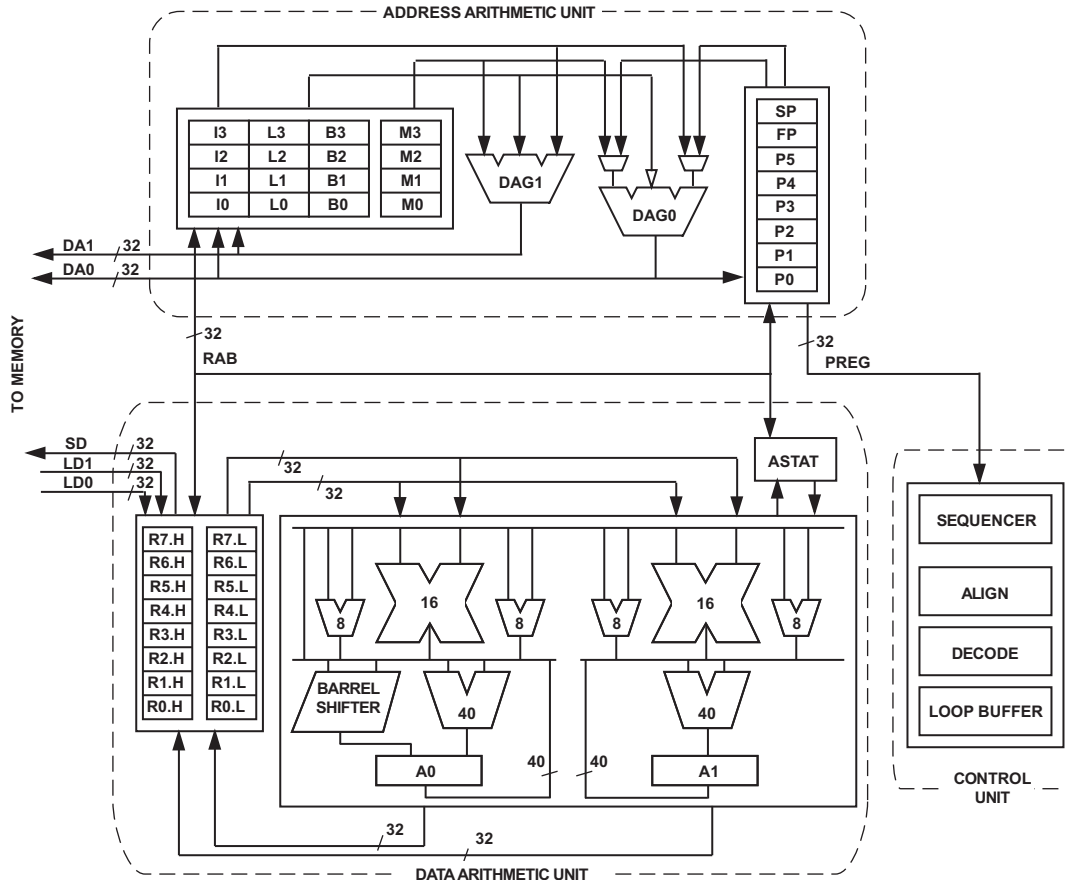 ADDRESS ARITHMETIC UNIT
I3 L3 B3 M3
I2 L2 B2 M2
I1 L1 B1 M1
I0 L0 B0 M0
DAG1
DAG0
SP
FP
P5
P4
P3
P2
P1
P0
DA1 32
DA0 32
32
RAB
32
PREG
TO MEMORY
SD 32
LD1 32
LD0 32
32
32
ASTAT
R7.H R7.L
R6.H R6.L
R5.H R5.L
R4.H R4.L
R3.H R3.L
R2.H R2.L
R1.H R1.L
R0.H R0.L
8 16 8 8 16 8
BARREL
SHIFTER
40
40
A0
40
40
A1
32
32
DATA ARITHMETIC UNIT
SEQUENCER
ALIGN
DECODE
LOOP BUFFER
CONTROL
UNIT